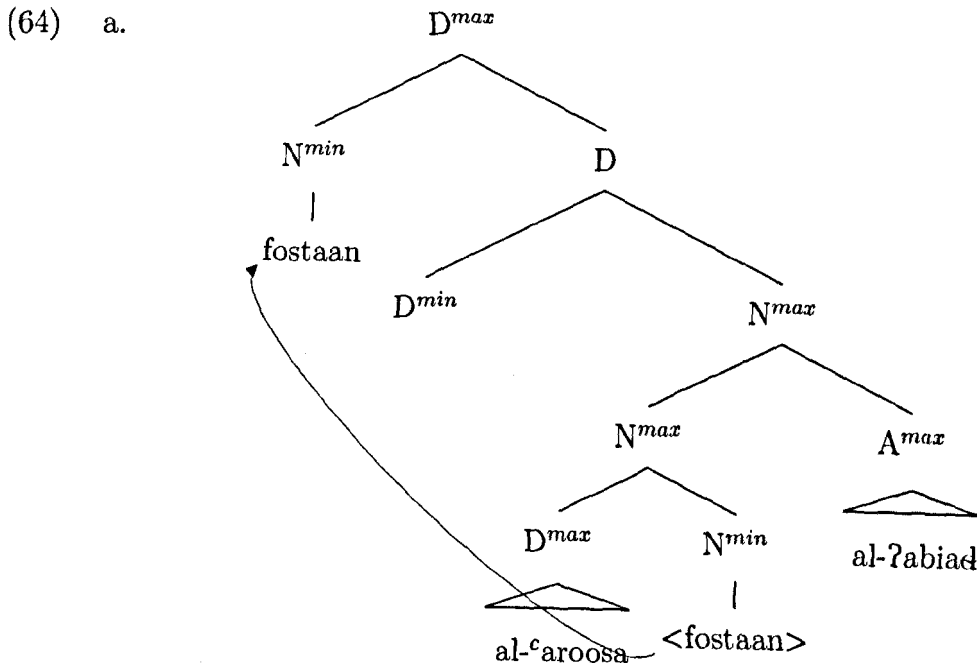 (64) a. D^max
N^min D
fostaan
D^min N^max
N^max A^max
D^max N^min al-ʔabiad
al-ᶜaroosa <fostaan>